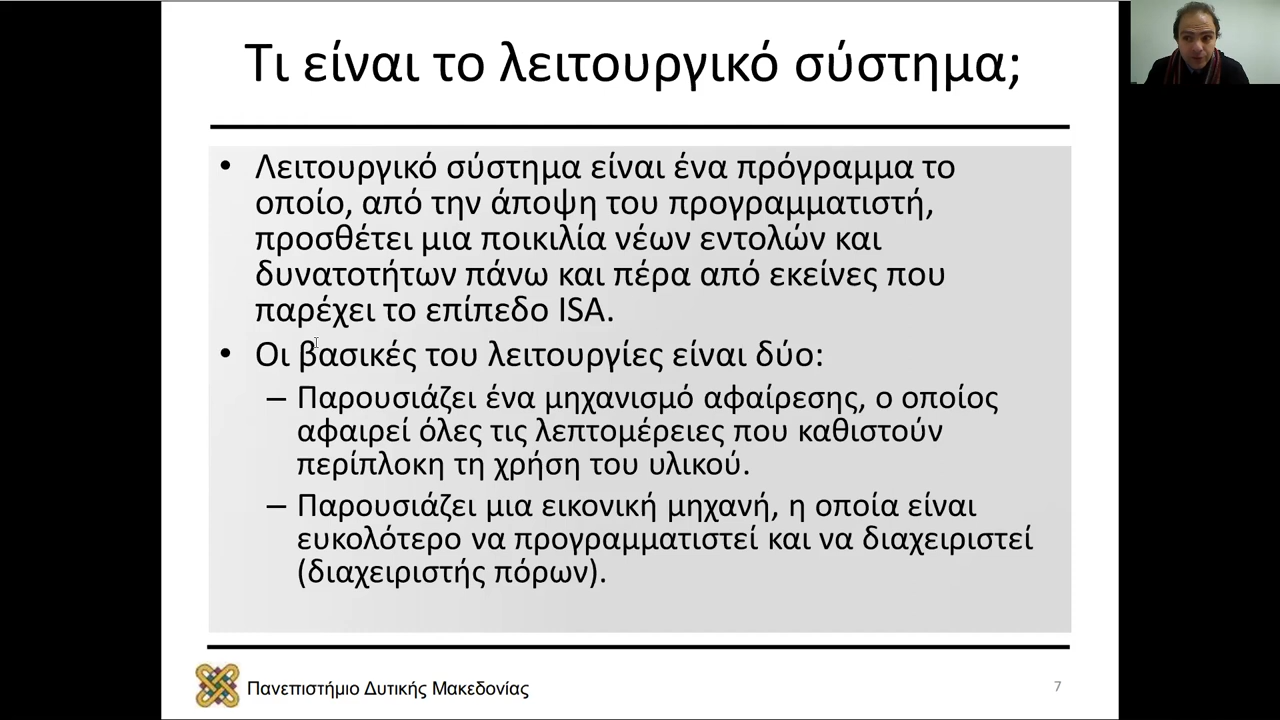 Τι είναι το λειτουργικό σύστημα;
• Λειτουργικό σύστημα είναι ένα πρόγραμμα το
οποίο, από την άποψη του προγραμματιστή,
προσθέτει μια ποικιλία νέων εντολών και
δυνατοτήτων πάνω και πέρα από εκείνες που
παρέχει το επίπεδο ISA.
• Οι βασικές του λειτουργίες είναι δύο:
– Παρουσιάζει ένα μηχανισμό αφαίρεσης, ο οποίος
αφαιρεί όλες τις λεπτομέρειες που καθιστούν
περίπλοκη τη χρήση του υλικού.
– Παρουσιάζει μια εικονική μηχανή, η οποία είναι
ευκολότερο να προγραμματιστεί και να διαχειριστεί
(διαχειριστής πόρων).
Πανεπιστήμιο Δυτικής Μακεδονίας
7